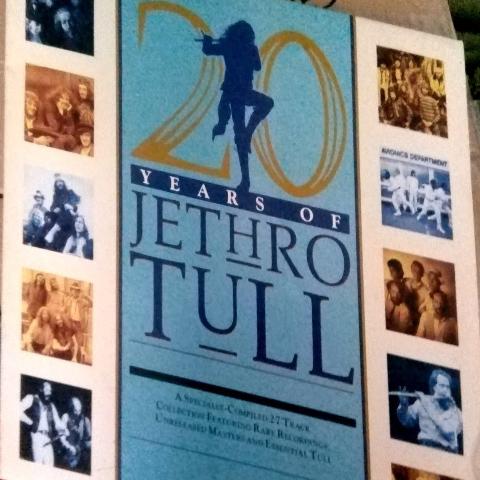 20
YEARS OF
JETHRO
TULL
A SPECIALLY-COMPILED 27 TRACK
COLLECTION FEATURING RARE RECORDINGS,
UNRELEASED MASTERS AND ESSENTIAL TULL
AVIONICS DEPARTMENT